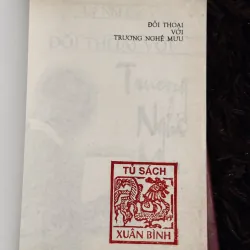 ĐỐI THOẠI
VỚI
TRƯƠNG NGHỆ MƯU
TỦ SÁCH
XUÂN BÌNH